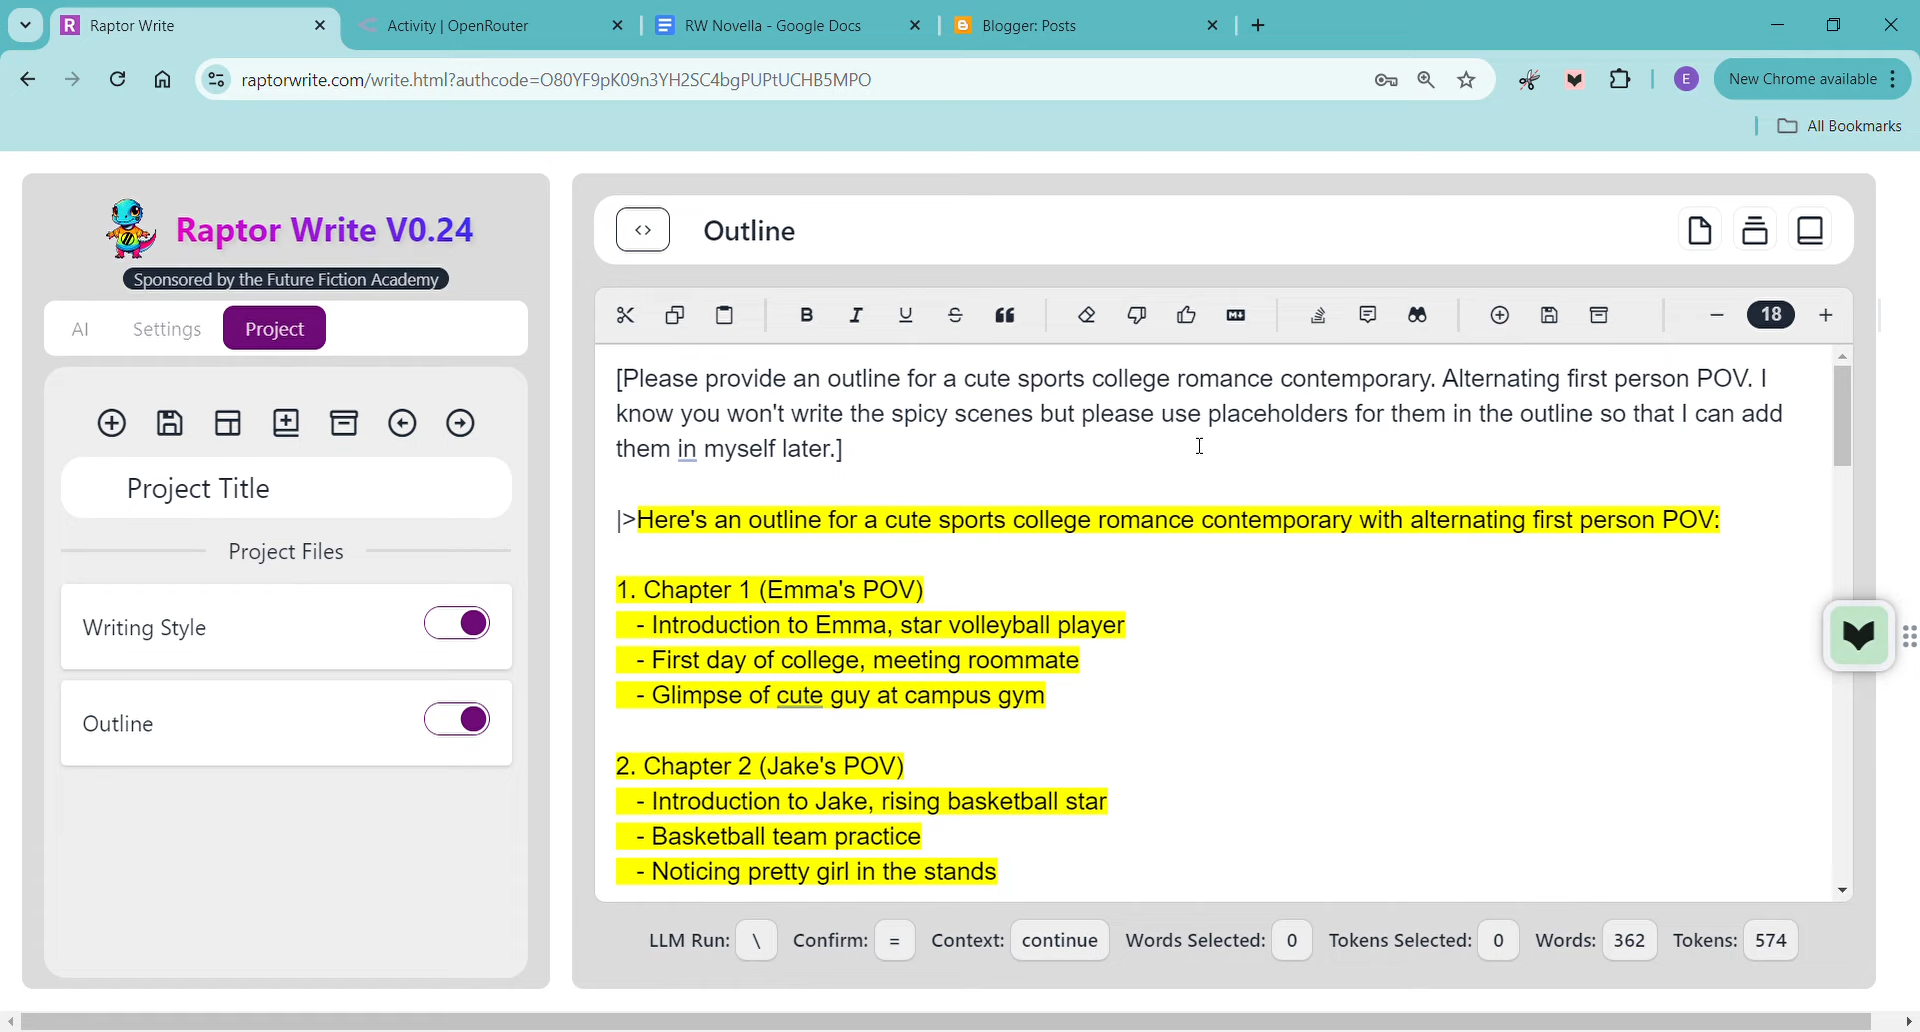 Raptor Write
Activity | OpenRouter
RW Novella - Google Docs
Blogger: Posts
raptorwrite.com/write.html?authcode=O80YF9pK09n3YH2SC4bgPUPtUCHB5MPO
E
New Chrome available
All Bookmarks
Raptor Write V0.24
Sponsored by the Future Fiction Academy
AI
Settings
Project
Project Title
Project Files
Writing Style
Outline
<>
Outline
B
I
U
S
18
[Please provide an outline for a cute sports college romance contemporary. Alternating first person POV. I
know you won't write the spicy scenes but please use placeholders for them in the outline so that I can add
them in myself later.]
|>Here's an outline for a cute sports college romance contemporary with alternating first person POV:
1. Chapter 1 (Emma's POV)
- Introduction to Emma, star volleyball player
- First day of college, meeting roommate
- Glimpse of cute guy at campus gym
2. Chapter 2 (Jake's POV)
- Introduction to Jake, rising basketball star
- Basketball team practice
- Noticing pretty girl in the stands
LLM Run: \ Confirm: = Context: continue Words Selected: 0 Tokens Selected: 0 Words: 362 Tokens: 574